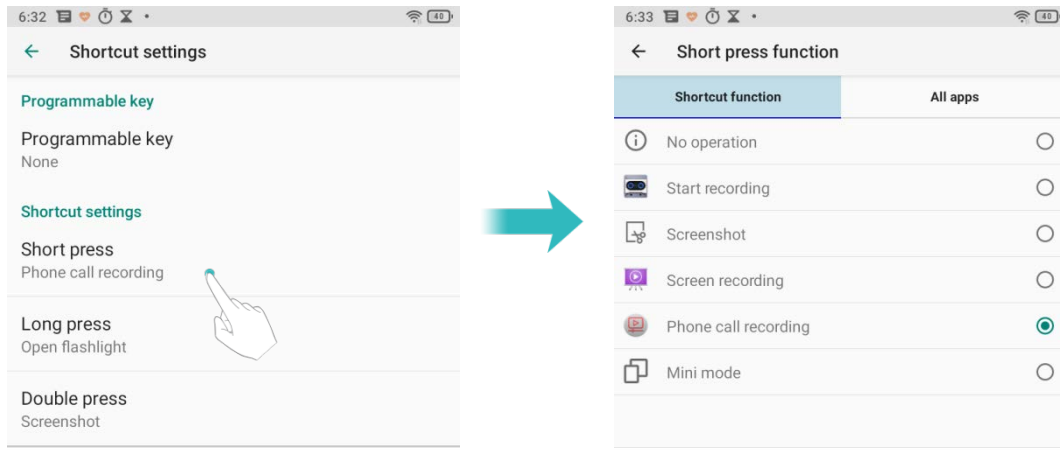 6:32
40
Shortcut settings
Programmable key
Programmable key
None
Shortcut settings
Short press
Phone call recording
Long press
Open flashlight
Double press
Screenshot
6:33
40
Short press function
Shortcut function
All apps
No operation
Start recording
Screenshot
Screen recording
Phone call recording
Mini mode